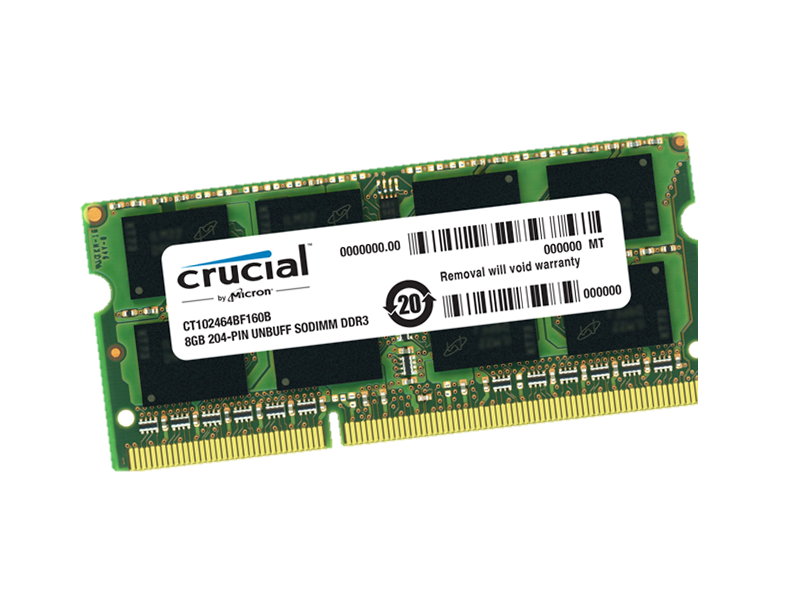 crucial™
by Micron®
0000000.00
000000 MT
Removal will void warranty
CT102464BF160B
8GB 204-PIN UNBUFF SODIMM DDR3
20
000000